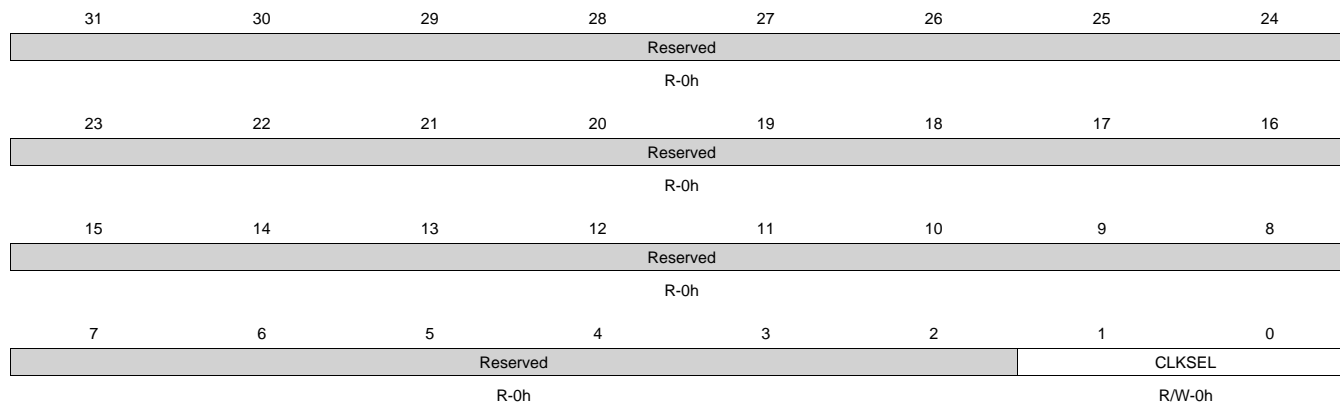 31 30 29 28 27 26 25 24
Reserved
R-0h
23 22 21 20 19 18 17 16
Reserved
R-0h
15 14 13 12 11 10 9 8
Reserved
R-0h
7 6 5 4 3 2 1 0
Reserved CLKSEL
R-0h R/W-0h